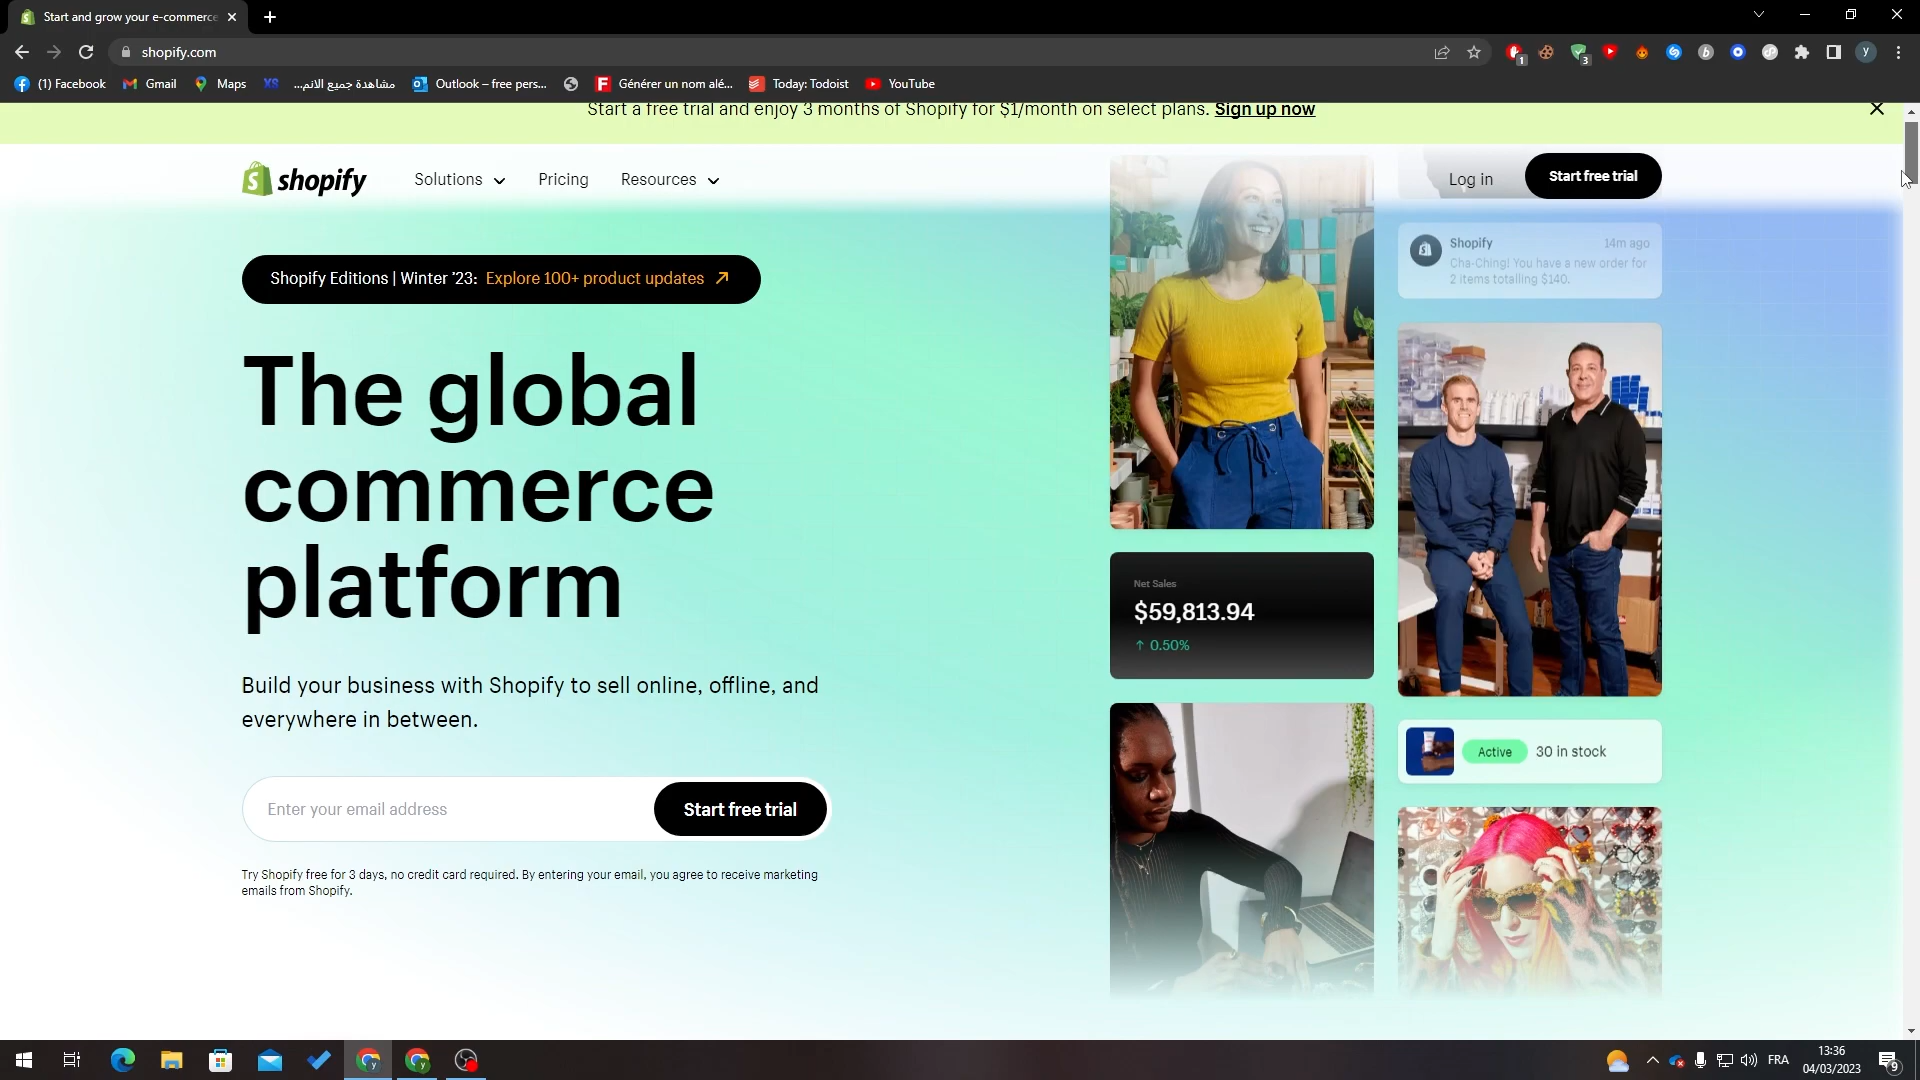 Start and grow your e-commerce
shopify.com
1
3
y
(1) Facebook
Gmail
Maps
XS
مشاهدة جميع الانم...
Outlook – free pers...
Générer un nom alé...
Today: Todoist
YouTube
Start a free trial and enjoy 3 months of Shopify for $1/month on select plans. Sign up now
shopify
Solutions
Pricing
Resources
Log in
Start free trial
Shopify
14m ago
Cha-Ching! You have a new order for
2 items totalling $140.
Shopify Editions | Winter '23: Explore 100+ product updates
The global
commerce
platform
Net Sales
$59,813.94
↑ 0.50%
Build your business with Shopify to sell online, offline, and
everywhere in between.
Active
30 in stock
Enter your email address
Start free trial
Try Shopify free for 3 days, no credit card required. By entering your email, you agree to receive marketing
emails from Shopify.
FRA
13:36
04/03/2023
9